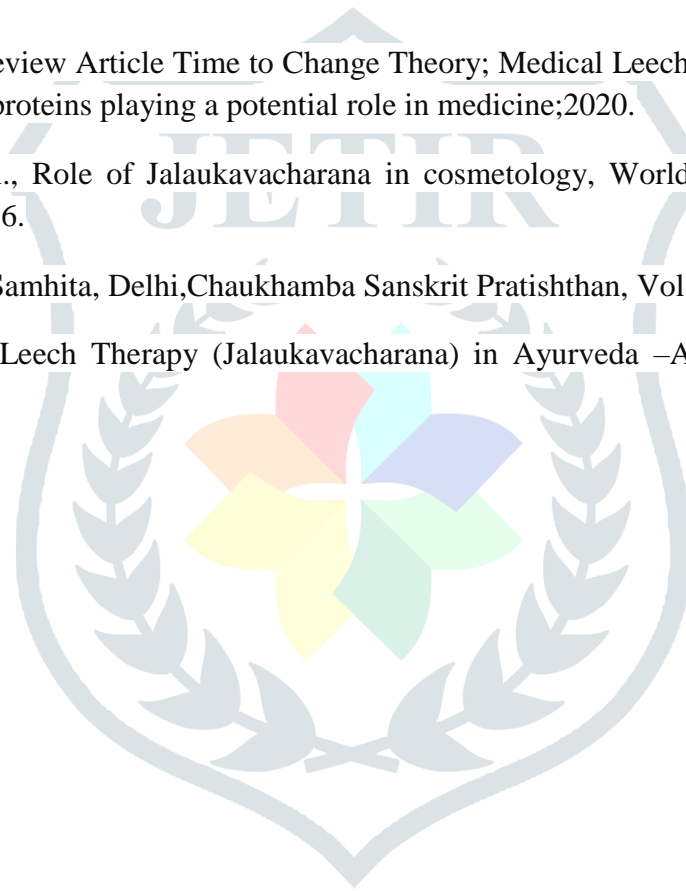 eview Article Time to Change Theory; Medical Leech
proteins playing a potential role in medicine;2020.
., Role of Jalaukavacharana in cosmetology, World
6.
Samhita, Delhi,Chaukhamba Sanskrit Pratishthan, Vol
Leech Therapy (Jalaukavacharana) in Ayurveda –A
JETIR